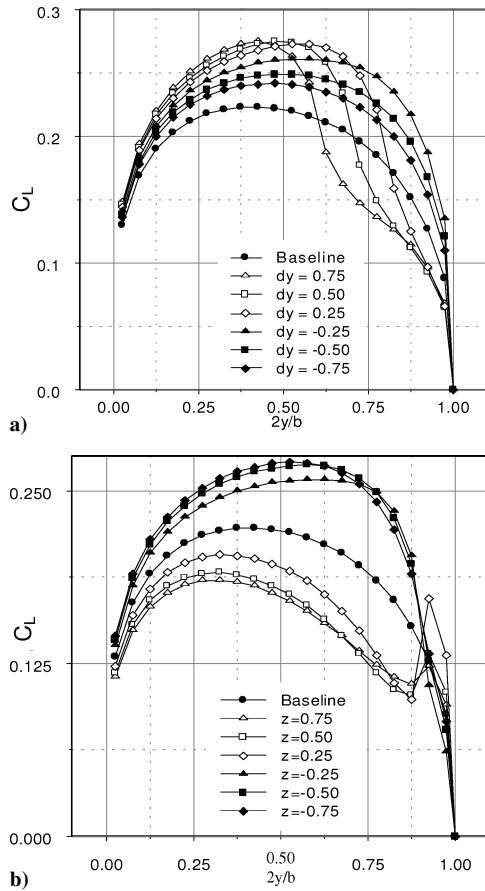 0.3
0.2
0.1
0.0
C_L
Baseline
dy = 0.75
dy = 0.50
dy = 0.25
dy = -0.25
dy = -0.50
dy = -0.75
0.00
0.25
0.50
0.75
1.00
2y/b
a)
0.250
0.125
0.000
C_L
Baseline
z=0.75
z=0.50
z=0.25
z=-0.25
z=-0.50
z=-0.75
0.00
0.25
0.50
0.75
1.00
2y/b
b)